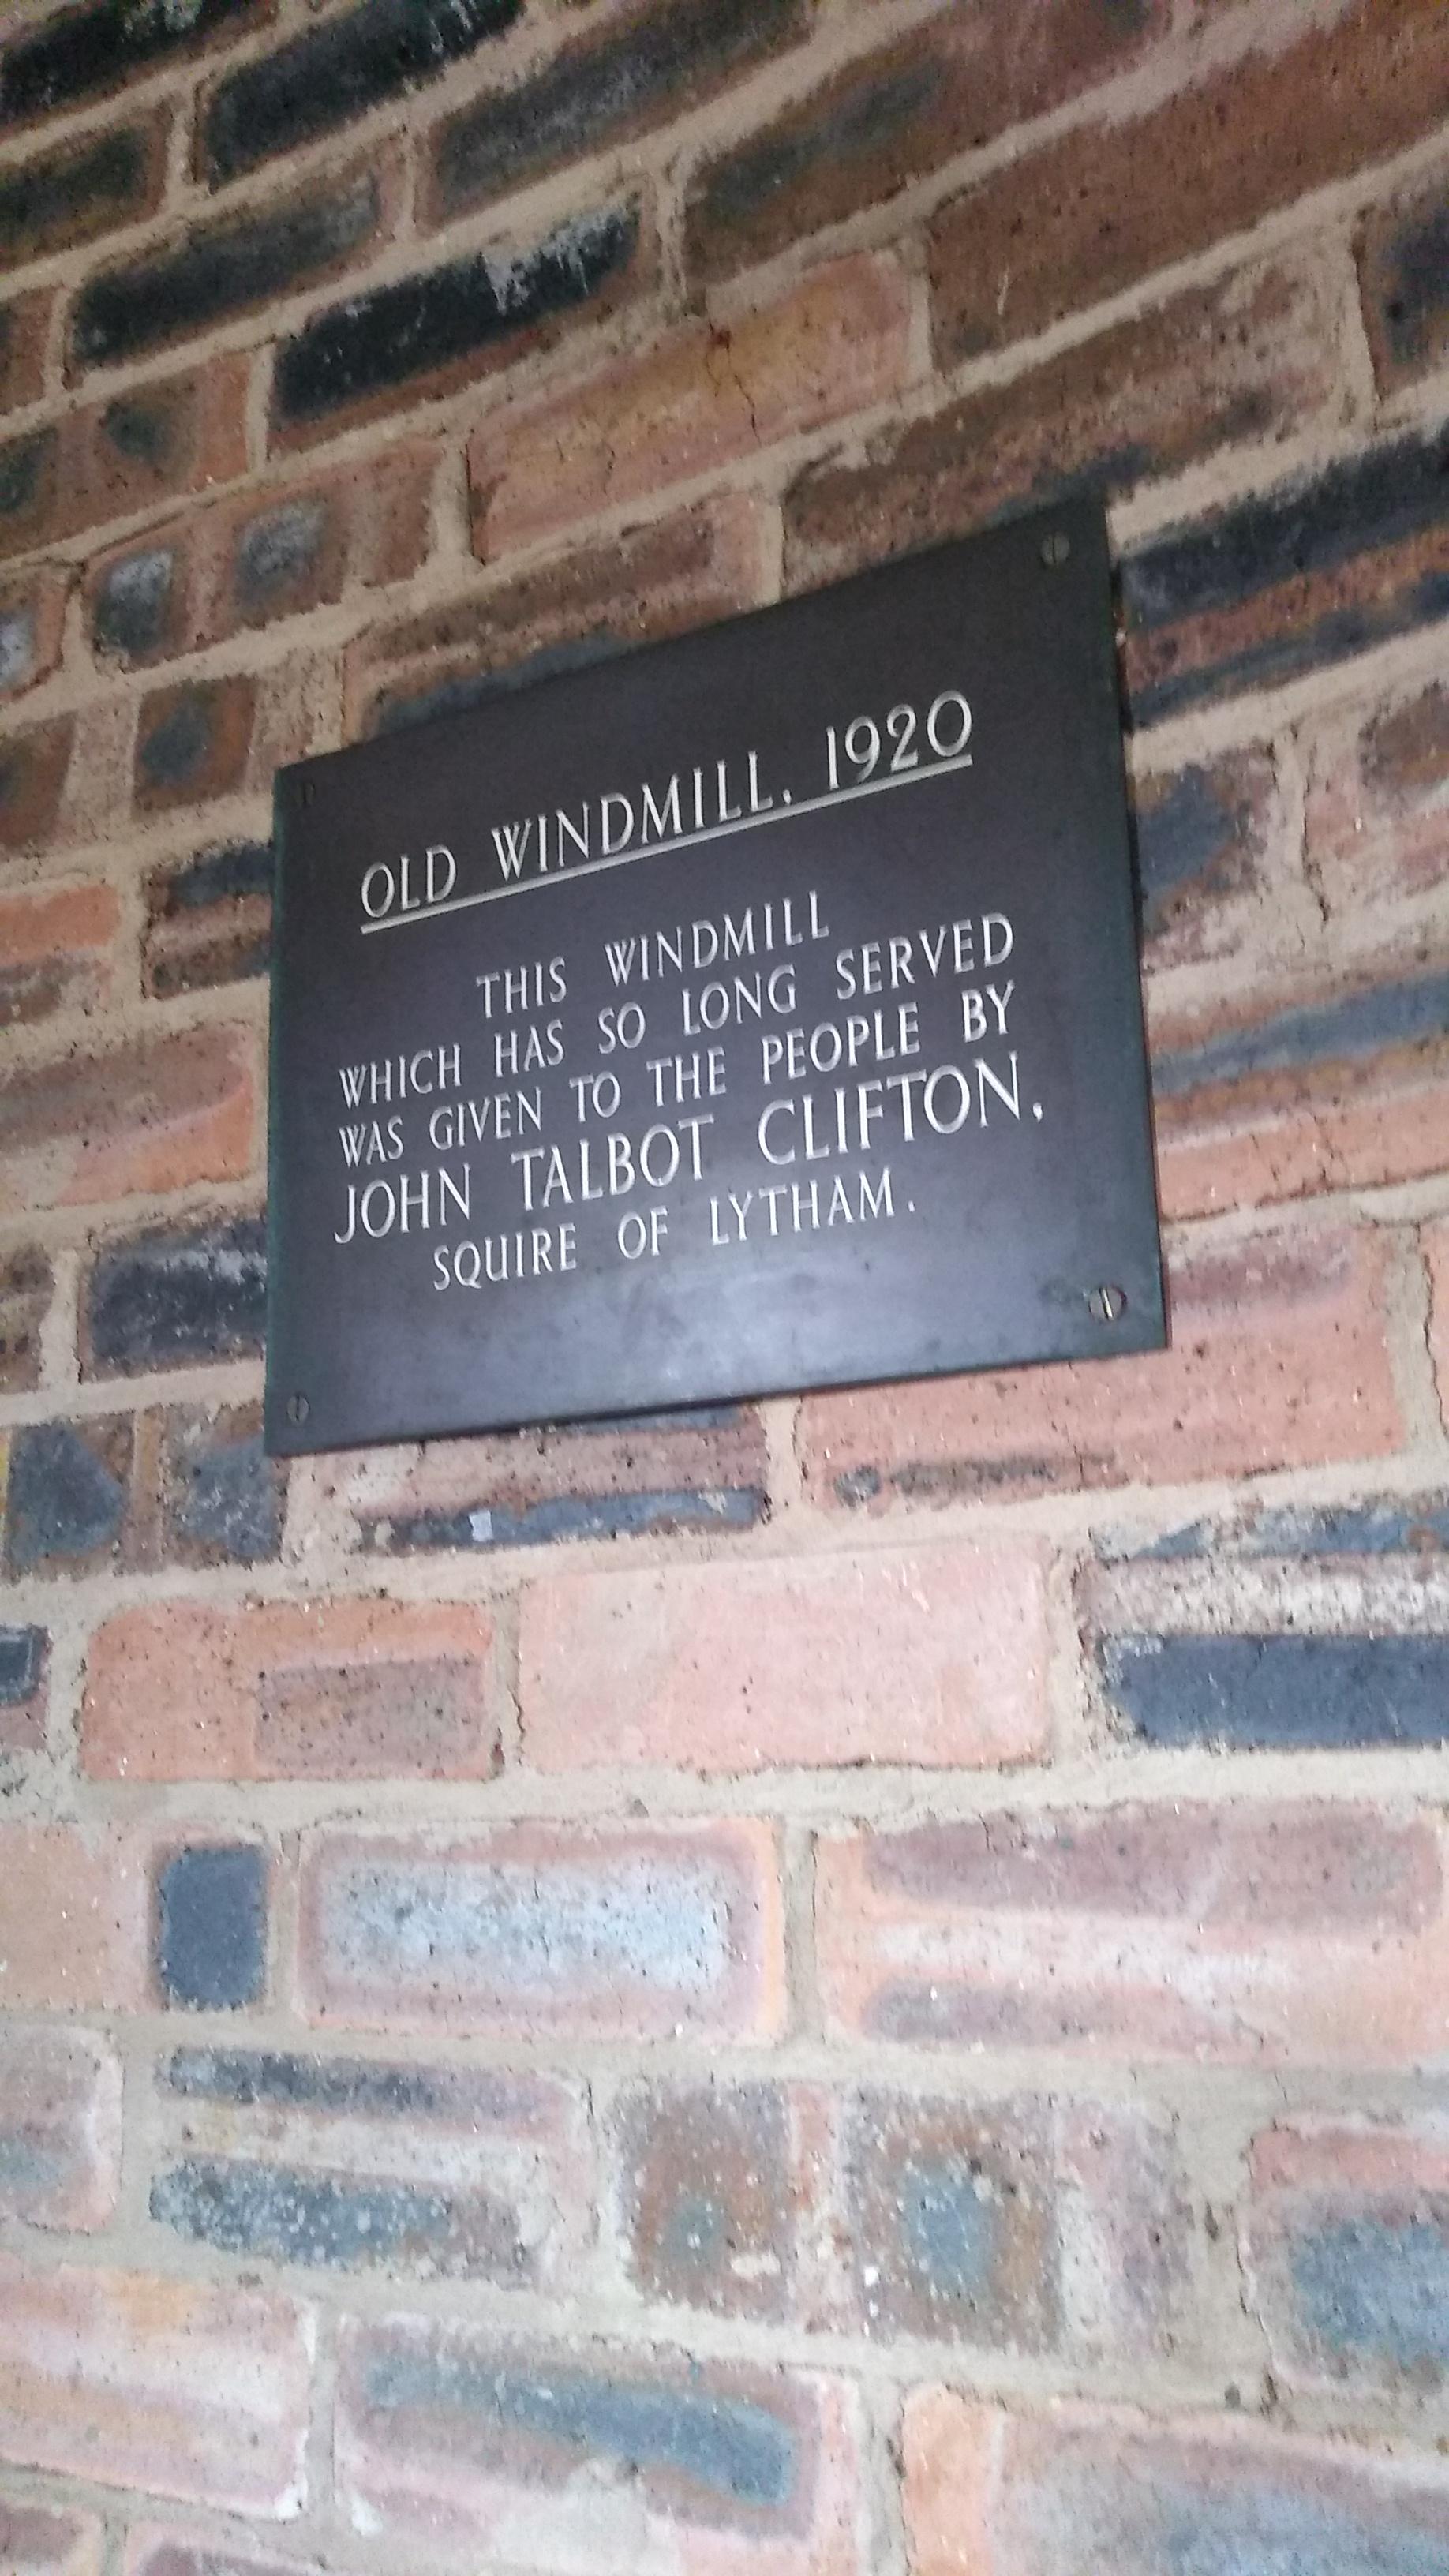 OLD WINDMILL, 1920
THIS WINDMILL
WHICH HAS SO LONG SERVED
WAS GIVEN TO THE PEOPLE BY
JOHN TALBOT CLIFTON,
SQUIRE OF LYTHAM.